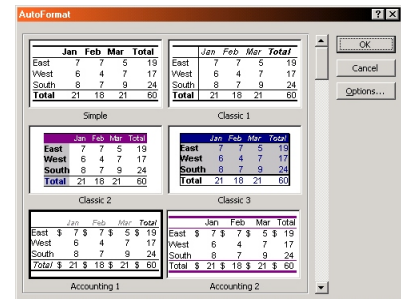 AutoFormat
OK
Cancel
Options...
Jan Feb Mar Total
East 7 7 5 19
West 6 4 7 17
South 8 7 9 24
Total 21 18 21 60
Simple
Jan Feb Mar Total
East 7 7 5 19
West 6 4 7 17
South 8 7 9 24
Total 21 18 21 60
Classic 1
Jan Feb Mar Total
East 7 7 5 19
West 6 4 7 17
South 8 7 9 24
Total 21 18 21 60
Classic 2
Jan Feb Mar Total
East 7 7 5 19
West 6 4 7 17
South 8 7 9 24
Total 21 18 21 60
Classic 3
Jan Feb Mar Total
East $ 7 $ 7 $ 5 $ 19
West 6 4 7 17
South 8 7 9 24
Total $ 21 $ 18 $ 21 $ 60
Accounting 1
Jan Feb Mar Total
East $ 7 $ 7 $ 5 $ 19
West 6 4 7 17
South 8 7 9 24
Total $ 21 $ 18 $ 21 $ 60
Accounting 2